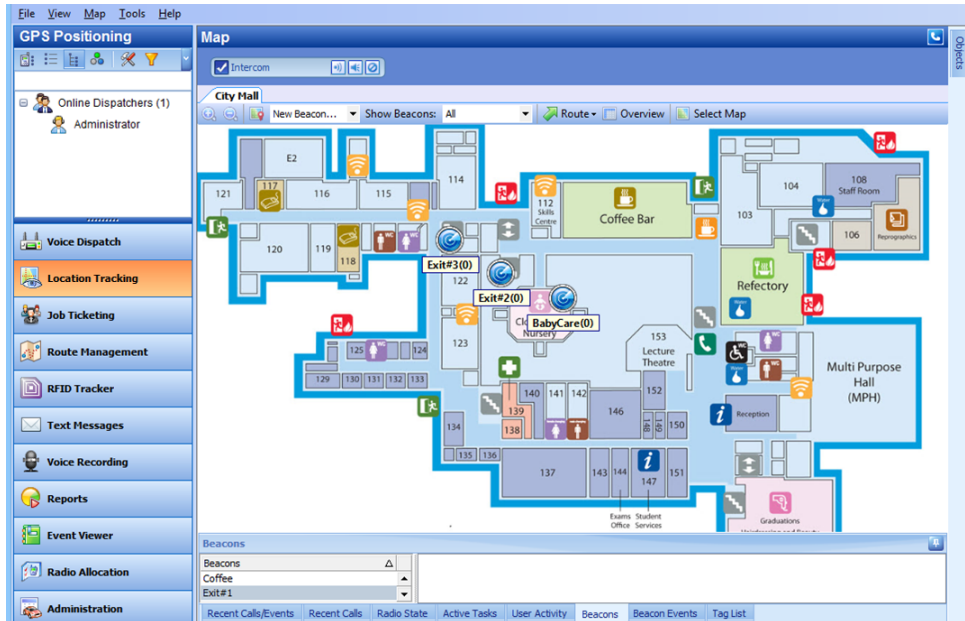 File View Map Tools Help
GPS Positioning
Map
Objects
Intercom
City Mall
New Beacon... Show Beacons: All Route Overview Select Map
Online Dispatchers (1)
Administrator
Voice Dispatch
Location Tracking
Job Ticketing
Route Management
RFID Tracker
Text Messages
Voice Recording
Reports
Event Viewer
Radio Allocation
Administration
E2
121
117
116
115
114
112
Skills
Centre
Coffee Bar
103
104
108
Staff Room
Water
106
Reprographics
120
119
118
WC
WC
122
Exit#3(0)
Exit#2(0)
BabyCare(0)
Nursery
Refectory
Water
123
125
124
129 130 131 132 133
153
Lecture
Theatre
WC
WC
WC
Water
Multi Purpose
Hall
(MPH)
Reception
134
135 136
139
138
140
141
142
146
152
148
149
150
137
143
144
147
151
Exams
Office
Student
Services
Graduations
Beacons
Beacons
Coffee
Exit#1
Recent Calls/Events Recent Calls Radio State Active Tasks User Activity Beacons Beacon Events Tag List